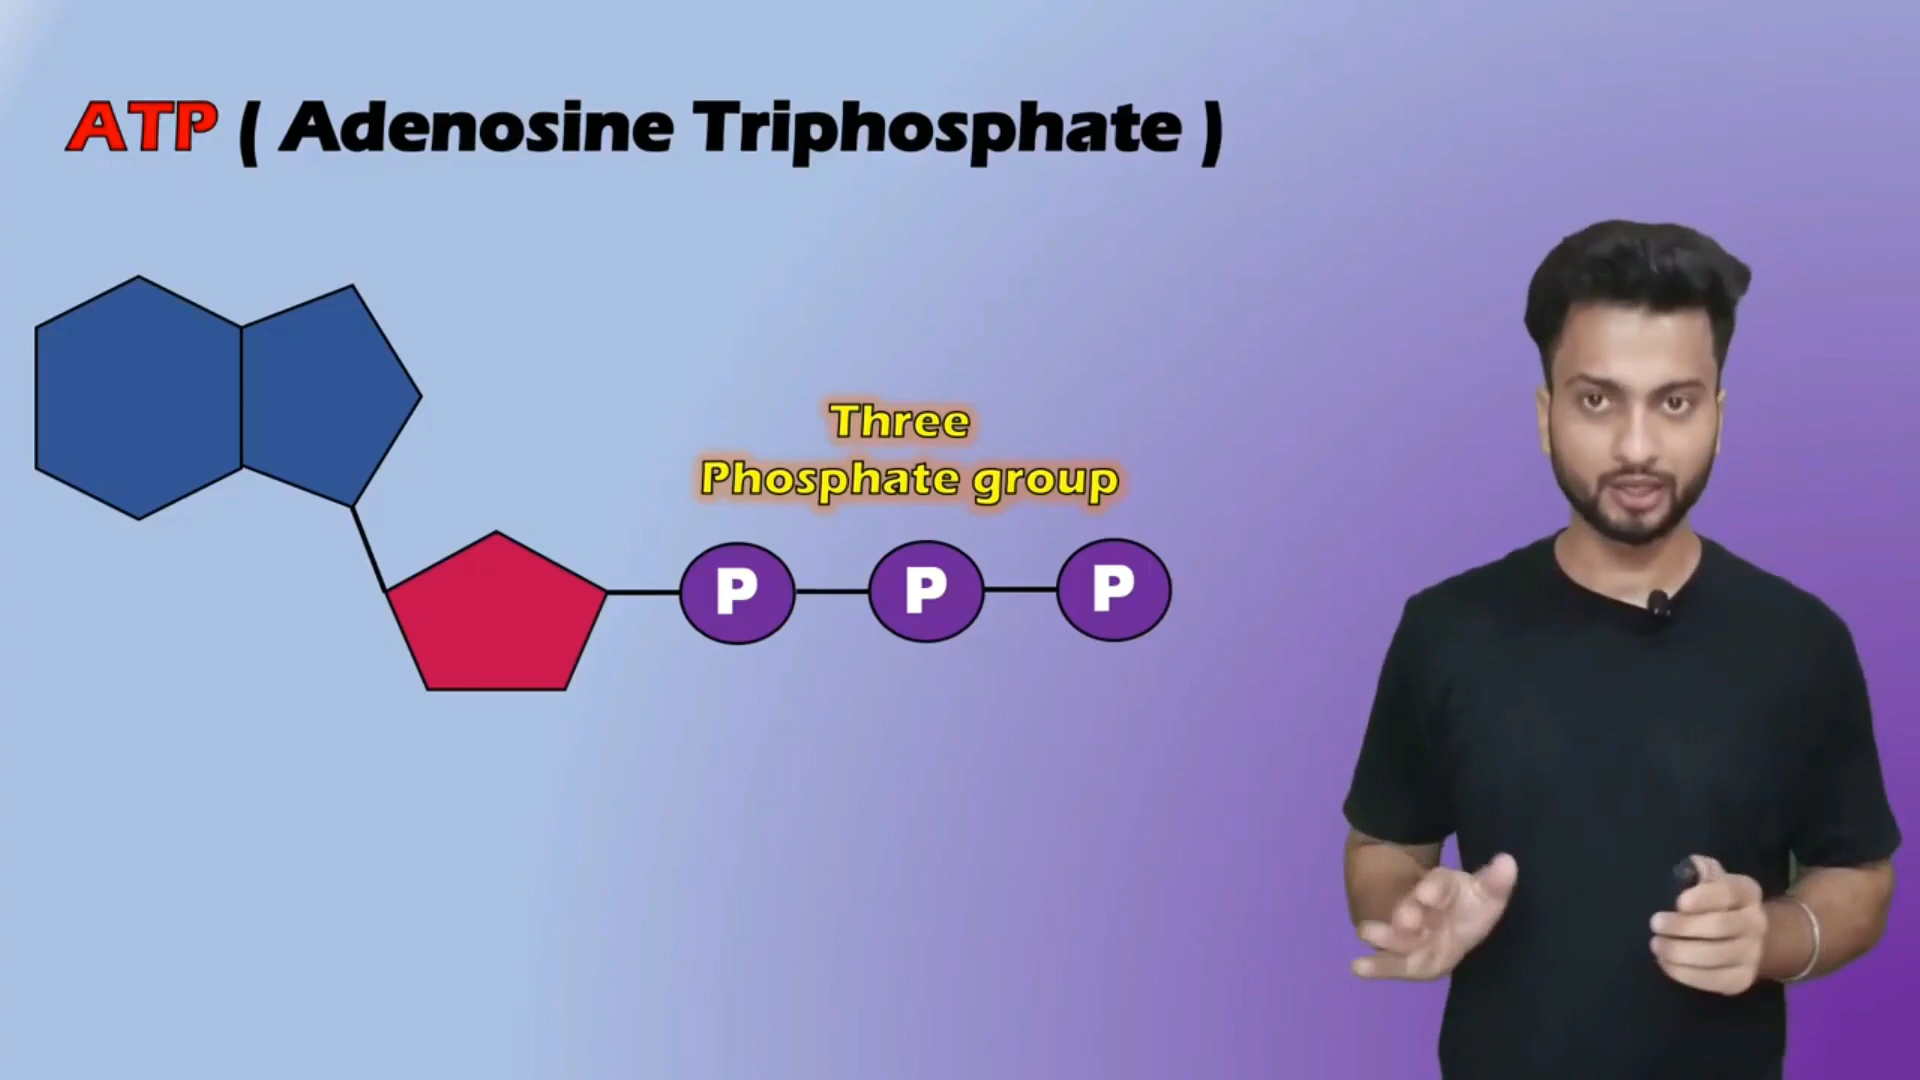 ATP ( Adenosine Triphosphate )
Three
Phosphate group
P P P